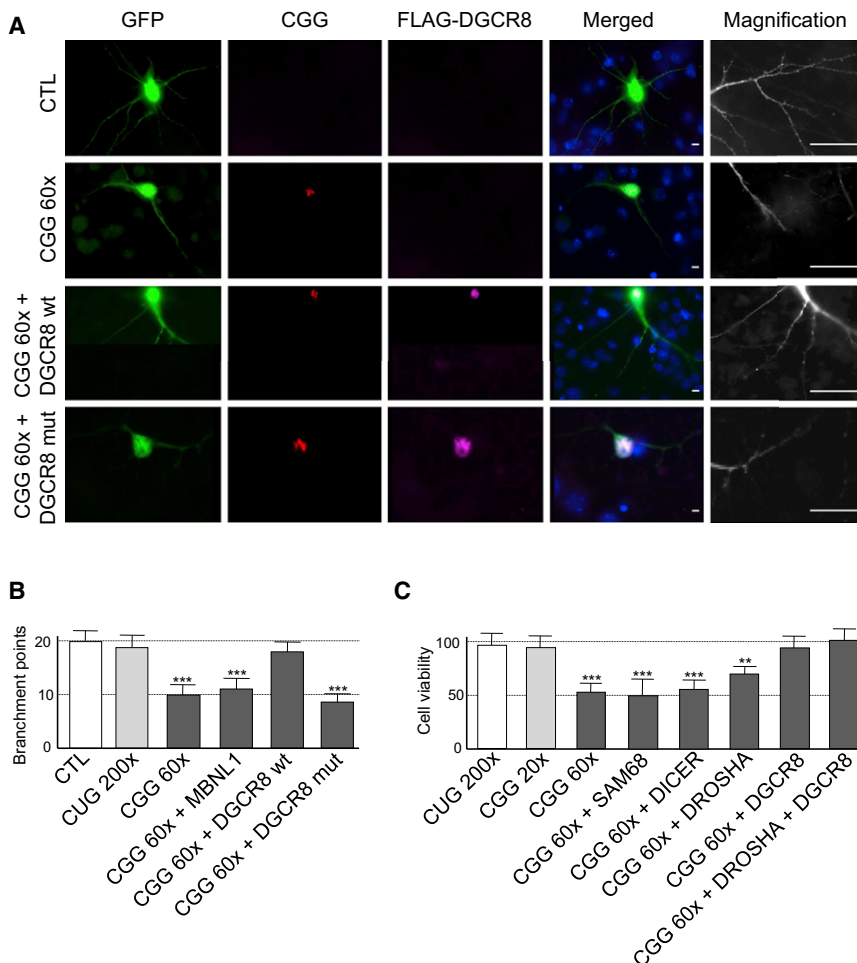 A
GFP
CGG
FLAG-DGCR8
Merged
Magnification
CTL
CGG 60x
CGG 60x +
DGCR8 wt
CGG 60x +
DGCR8 mut
B
Branchment points
20
10
0
***
***
***
CTL
CUG 200x
CGG 60x
CGG 60x + MBNL1
CGG 60x + DGCR8 wt
CGG 60x + DGCR8 mut
C
Cell viability
100
50
0
***
***
***
**
CUG 200x
CGG 20x
CGG 60x
CGG 60x + SAM68
CGG 60x + DICER
CGG 60x + DROSHA
CGG 60x + DGCR8
CGG 60x + DROSHA + DGCR8